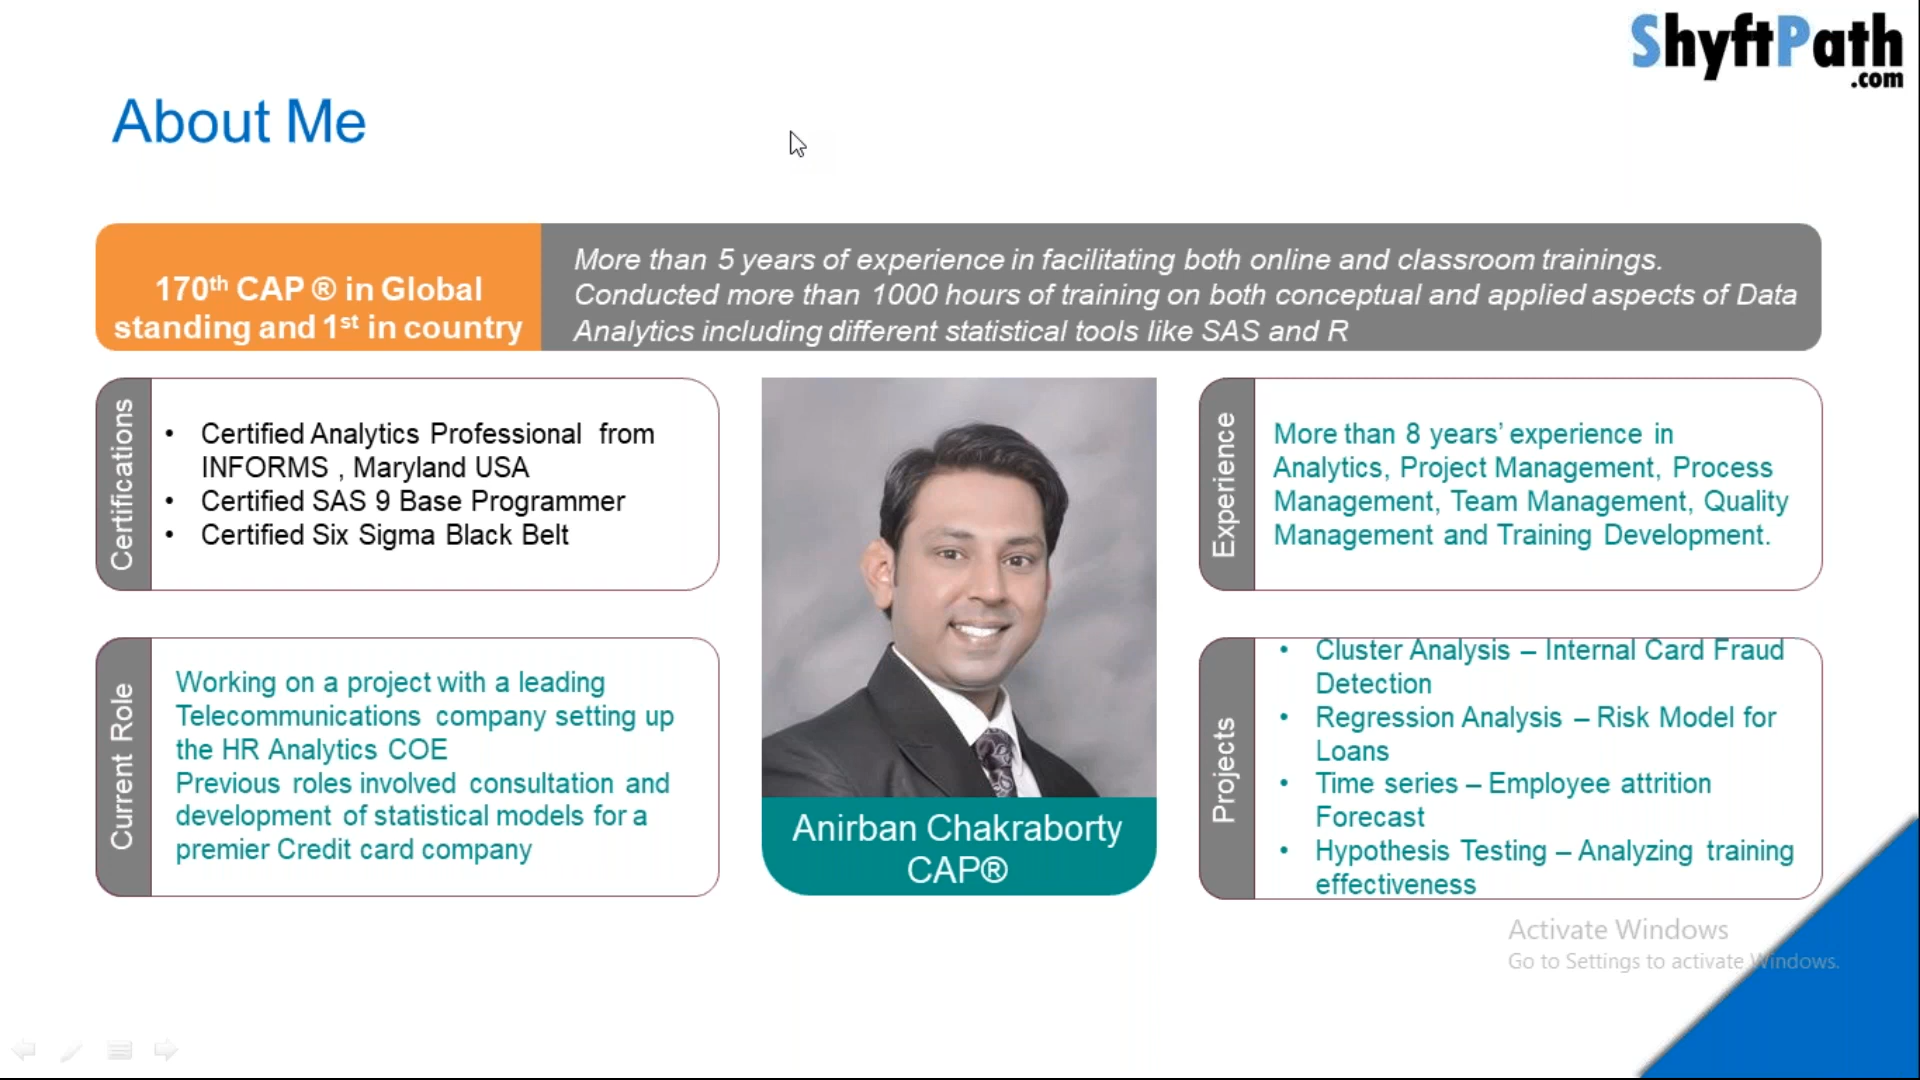 ShyftPath
.com
About Me
170th CAP ® in Global
standing and 1st in country
More than 5 years of experience in facilitating both online and classroom trainings.
Conducted more than 1000 hours of training on both conceptual and applied aspects of Data
Analytics including different statistical tools like SAS and R
Certifications
• Certified Analytics Professional from
INFORMS , Maryland USA
• Certified SAS 9 Base Programmer
• Certified Six Sigma Black Belt
Experience
More than 8 years’ experience in
Analytics, Project Management, Process
Management, Team Management, Quality
Management and Training Development.
Current Role
Working on a project with a leading
Telecommunications company setting up
the HR Analytics COE
Previous roles involved consultation and
development of statistical models for a
premier Credit card company
Anirban Chakraborty
CAP®
Projects
• Cluster Analysis – Internal Card Fraud
Detection
• Regression Analysis – Risk Model for
Loans
• Time series – Employee attrition
Forecast
• Hypothesis Testing – Analyzing training
effectiveness
Activate Windows
Go to Settings to activate Windows.